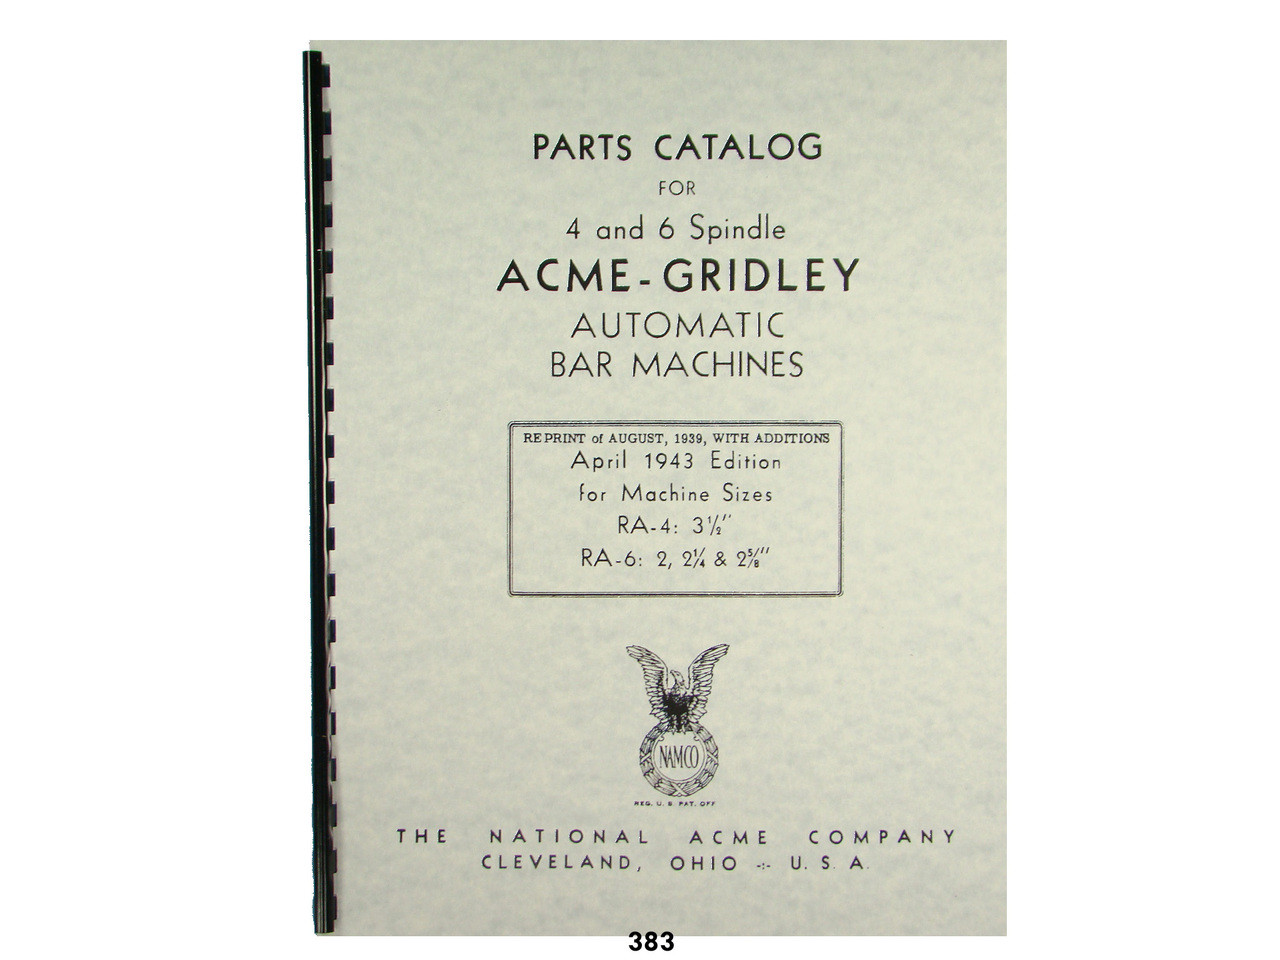 PARTS CATALOG
FOR
4 and 6 Spindle
ACME-GRIDLEY
AUTOMATIC
BAR MACHINES
REPRINT of AUGUST, 1939, WITH ADDITIONS
April 1943 Edition
for Machine Sizes
RA-4: 3½"
RA-6: 2, 2¼ & 2⅝"
NAMCO
REG. U. S. PAT. OFF
THE NATIONAL ACME COMPANY
CLEVELAND, OHIO -:- U. S. A.
383